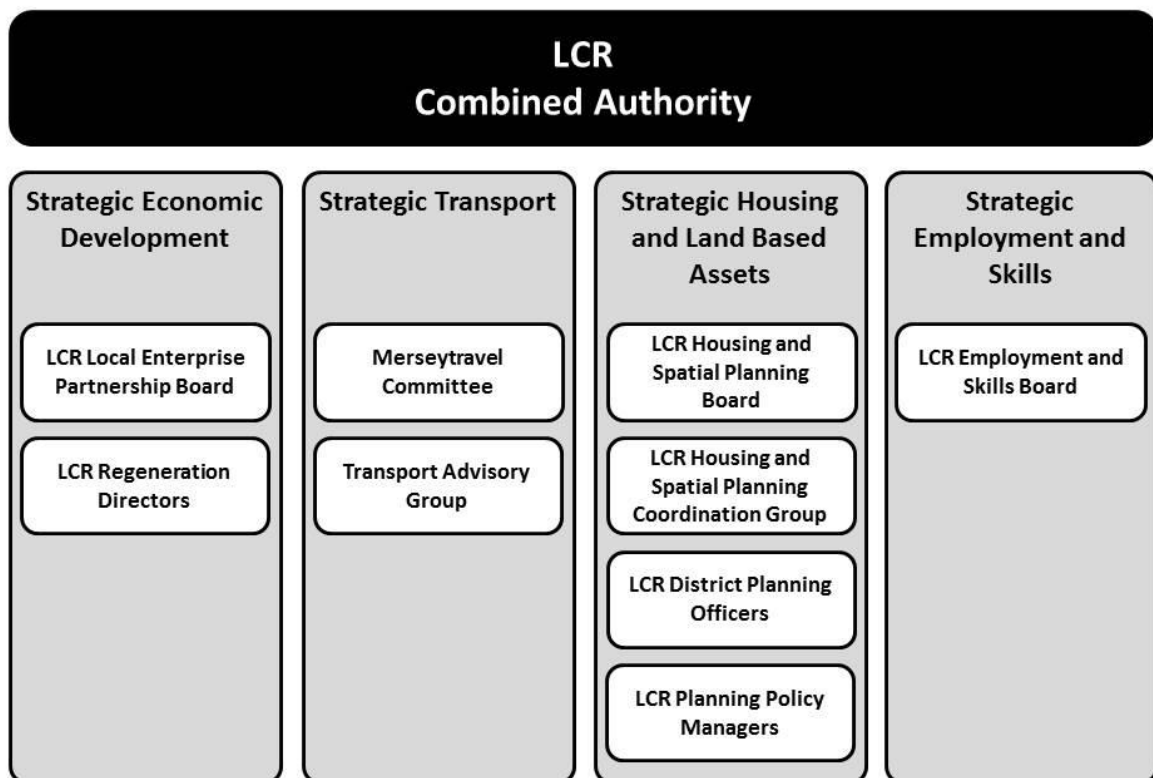 LCR
Combined Authority
Strategic Economic
Development
LCR Local Enterprise
Partnership Board
LCR Regeneration
Directors
Strategic Transport
Merseytravel
Committee
Transport Advisory
Group
Strategic Housing
and Land Based
Assets
LCR Housing and
Spatial Planning
Board
LCR Housing and
Spatial Planning
Coordination Group
LCR District Planning
Officers
LCR Planning Policy
Managers
Strategic
Employment and
Skills
LCR Employment and
Skills Board